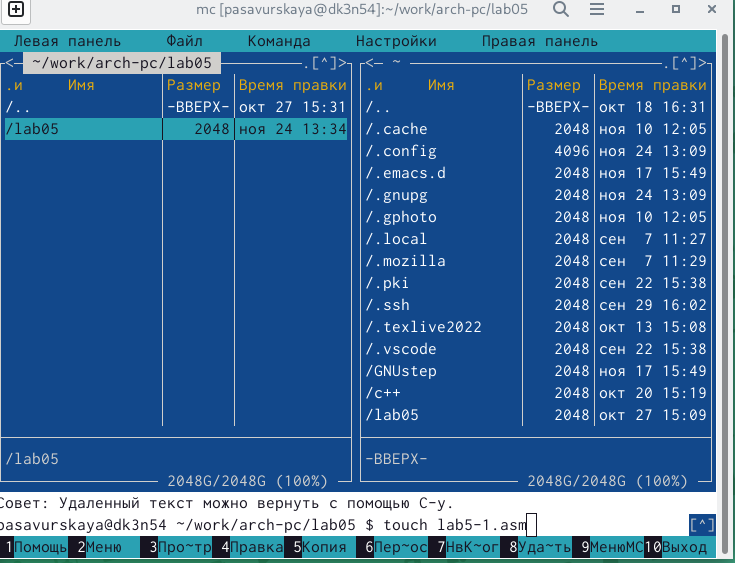 mc [pasavurskaya@dk3n54]:~/work/arch-pc/lab05
Левая панель Файл Команда Настройки Правая панель
<- ~/work/arch-pc/lab05 .[^]> <- ~ .[^]>
.и Имя Размер Время правки .и Имя Размер Время правки
/.. -ВВЕРХ- окт 27 15:31 /.. -ВВЕРХ- окт 18 16:31
/lab05 2048 ноя 24 13:34 /.cache 2048 ноя 10 12:05
/.config 4096 ноя 24 13:09
/.emacs.d 2048 ноя 17 15:49
/.gnupg 2048 ноя 24 13:09
/.gphoto 2048 ноя 10 12:05
/.local 2048 сен 7 11:27
/.mozilla 2048 сен 7 11:29
/.pki 2048 сен 22 15:38
/.ssh 2048 сен 29 16:02
/.texlive2022 2048 окт 13 15:08
/.vscode 2048 сен 22 15:38
/GNUstep 2048 ноя 17 15:49
/c++ 2048 окт 20 15:19
/lab05 2048 окт 27 15:09
/lab05 -ВВЕРХ-
2048G/2048G (100%) 2048G/2048G (100%)
Совет: Удаленный текст можно вернуть с помощью C-y.
pasavurskaya@dk3n54 ~/work/arch-pc/lab05 $ touch lab5-1.asm [^]
1Помощь 2Меню 3Про~тр 4Правка 5Копия 6Пер~ос 7НвК~ог 8Уда~ть 9МенюМС 10Выход